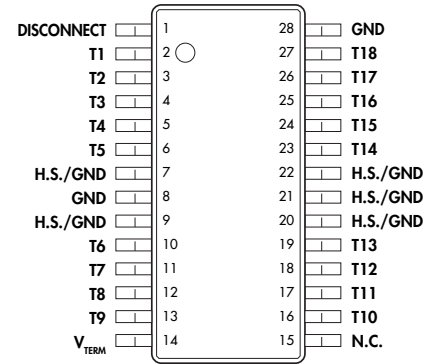 DISCONNECT 1 28 GND
T1 2 27 T18
T2 3 26 T17
T3 4 25 T16
T4 5 24 T15
T5 6 23 T14
H.S./GND 7 22 H.S./GND
GND 8 21 H.S./GND
H.S./GND 9 20 H.S./GND
T6 10 19 T13
T7 11 18 T12
T8 12 17 T11
T9 13 16 T10
VTERM 14 15 N.C.